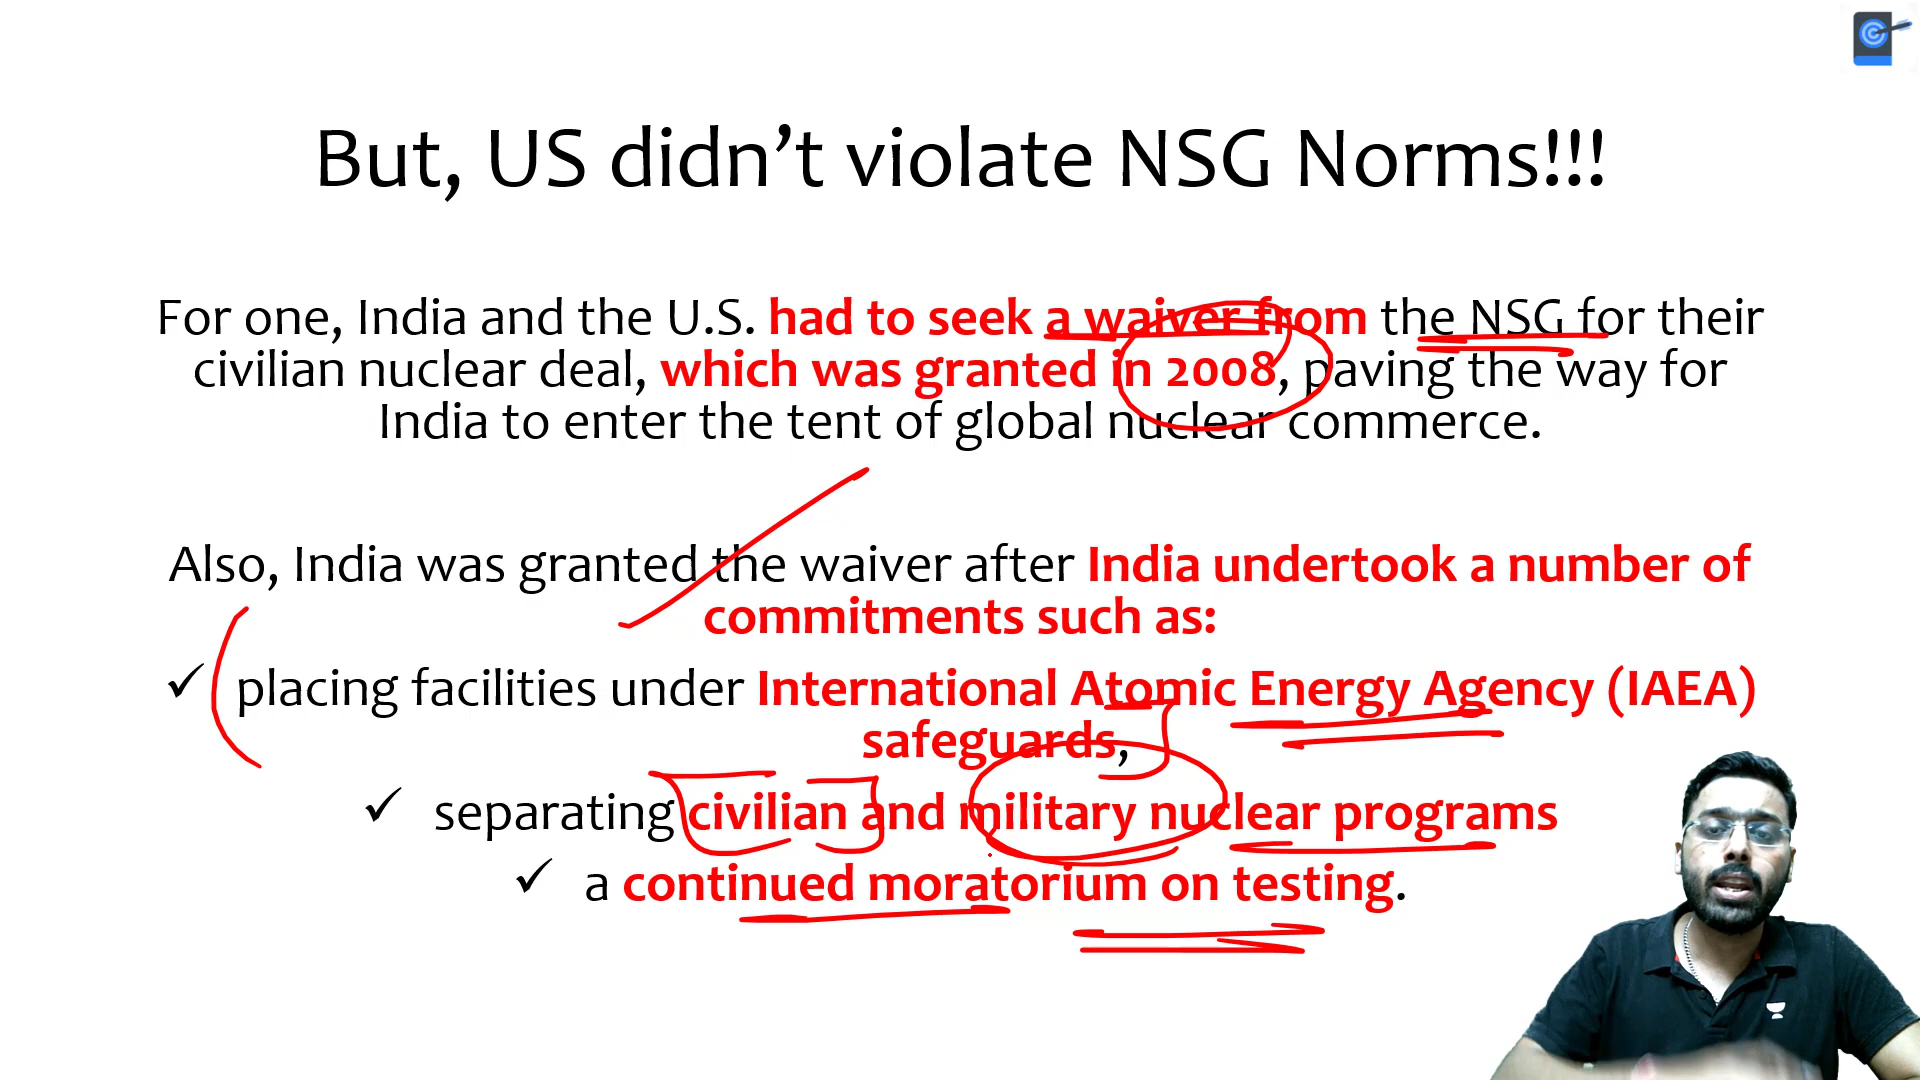 But, US didn’t violate NSG Norms!!!
For one, India and the U.S. had to seek a waiver from the NSG for their
civilian nuclear deal, which was granted in 2008, paving the way for
India to enter the tent of global nuclear commerce.
Also, India was granted the waiver after India undertook a number of
commitments such as:
✓ placing facilities under International Atomic Energy Agency (IAEA)
safeguards,
✓ separating civilian and military nuclear programs
✓ a continued moratorium on testing.